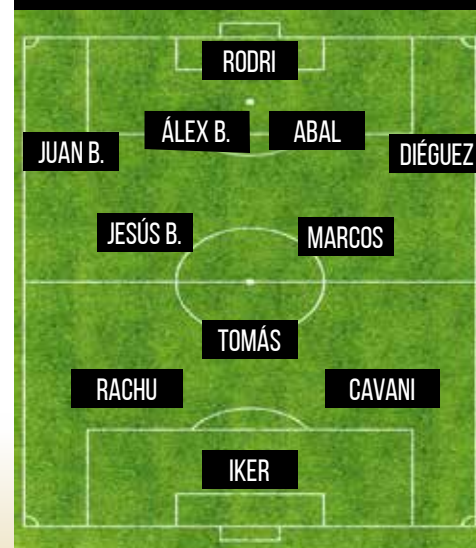 RODRI
ÁLEX B.
ABAL
JUAN B.
DIÉGUEZ
JESÚS B.
MARCOS
TOMÁS
RACHU
CAVANI
IKER